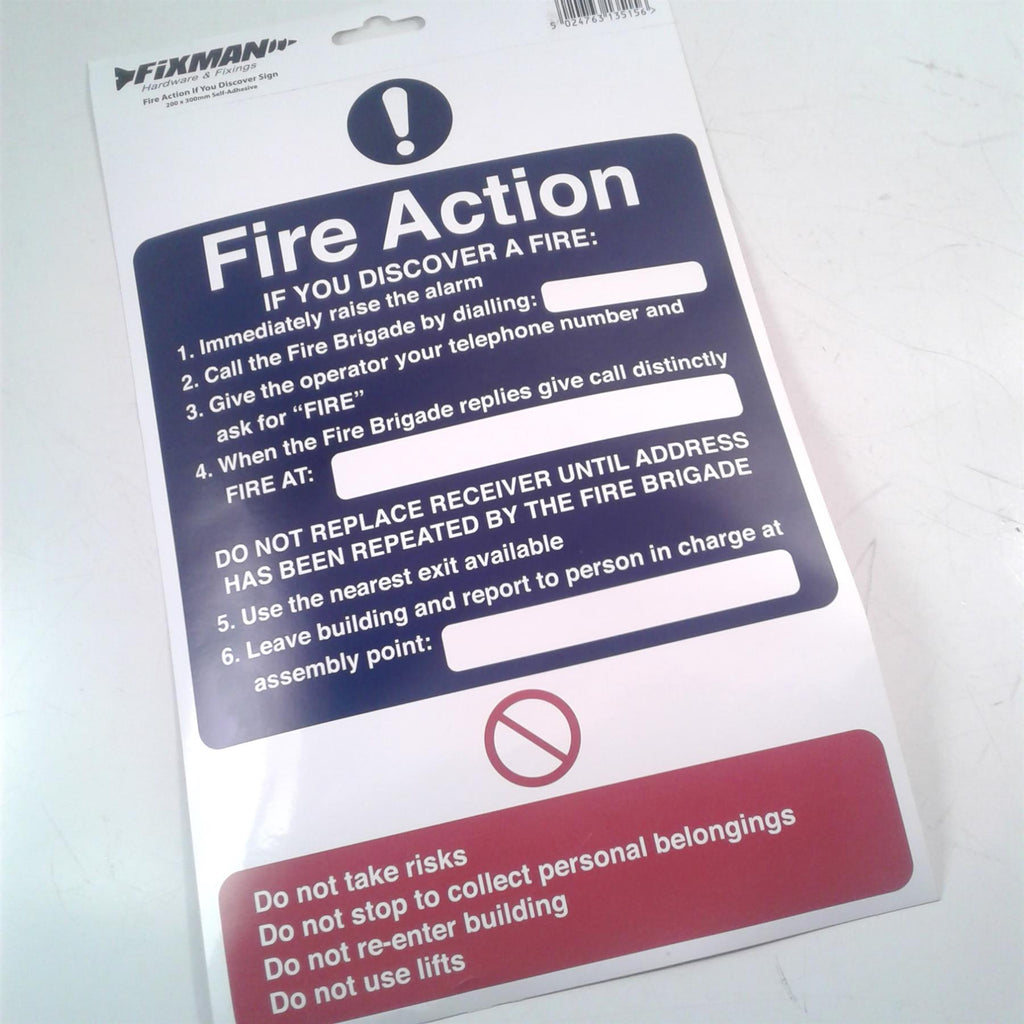 5 024763 135156 >
FiXMAN
Hardware & Fixings
Fire Action If You Discover Sign
200 x 300mm Self-Adhesive
Fire Action
IF YOU DISCOVER A FIRE:
1. Immediately raise the alarm
2. Call the Fire Brigade by dialling:
3. Give the operator your telephone number and
ask for “FIRE”
4. When the Fire Brigade replies give call distinctly
FIRE AT:
DO NOT REPLACE RECEIVER UNTIL ADDRESS
HAS BEEN REPEATED BY THE FIRE BRIGADE
5. Use the nearest exit available
6. Leave building and report to person in charge at
assembly point:
Do not take risks
Do not stop to collect personal belongings
Do not re-enter building
Do not use lifts